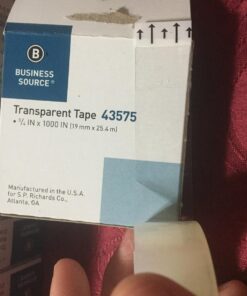 B
BUSINESS
SOURCE®
Transparent Tape 43575
• ¾ IN x 1000 IN (19 mm x 25.4 m)
Manufactured in the U.S.A.
for S.P. Richards Co.,
Atlanta, GA